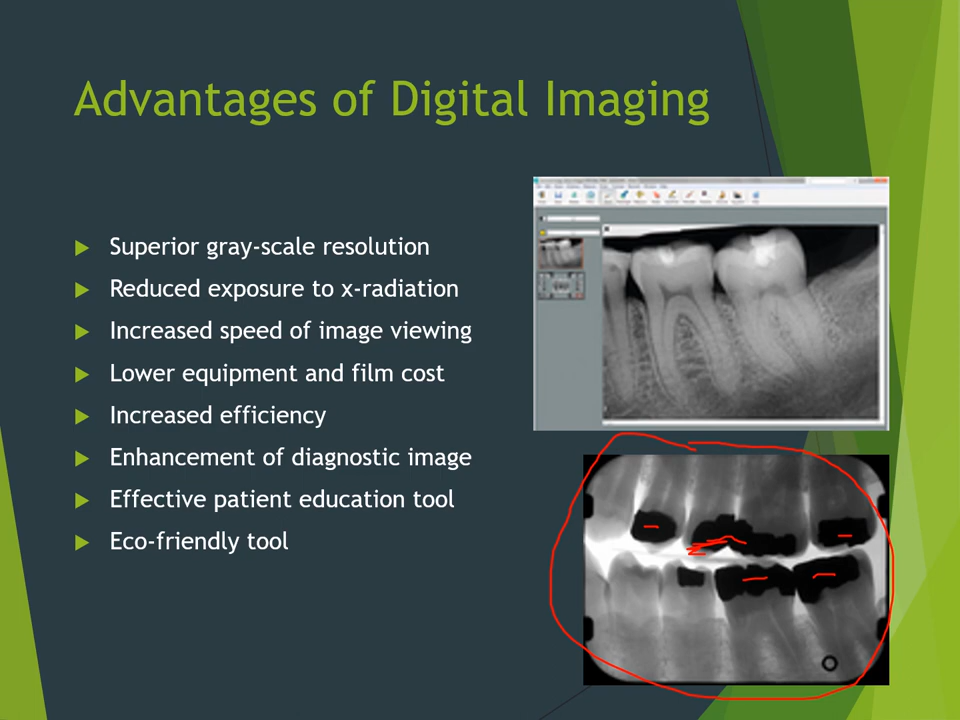 Advantages of Digital Imaging
Superior gray-scale resolution
Reduced exposure to x-radiation
Increased speed of image viewing
Lower equipment and film cost
Increased efficiency
Enhancement of diagnostic image
Effective patient education tool
Eco-friendly tool